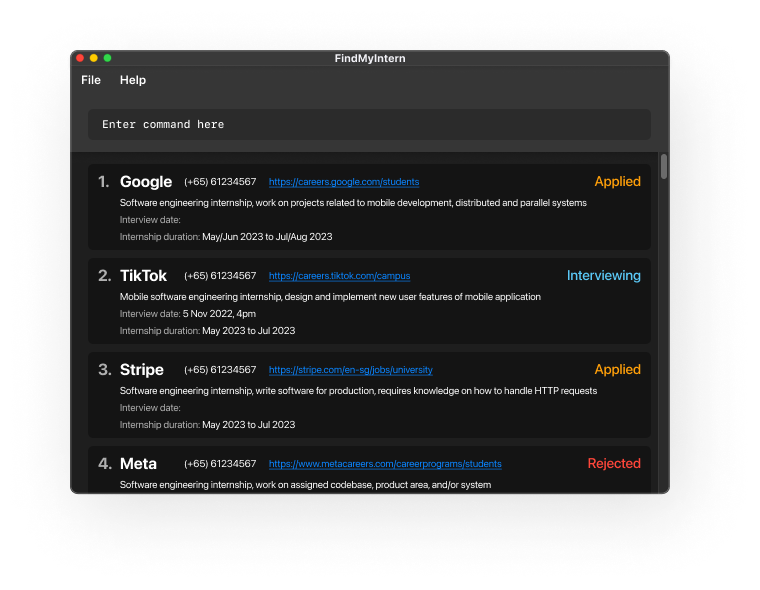 FindMyIntern
File Help
Enter command here
1. Google (+65) 61234567 https://careers.google.com/students Applied
Software engineering internship, work on projects related to mobile development, distributed and parallel systems
Interview date:
Internship duration: May/Jun 2023 to Jul/Aug 2023
2. TikTok (+65) 61234567 https://careers.tiktok.com/campus Interviewing
Mobile software engineering internship, design and implement new user features of mobile application
Interview date: 5 Nov 2022, 4pm
Internship duration: May 2023 to Jul 2023
3. Stripe (+65) 61234567 https://stripe.com/en-sg/jobs/university Applied
Software engineering internship, write software for production, requires knowledge on how to handle HTTP requests
Interview date:
Internship duration: May 2023 to Jul 2023
4. Meta (+65) 61234567 https://www.metacareers.com/careerprograms/students Rejected
Software engineering internship, work on assigned codebase, product area, and/or system